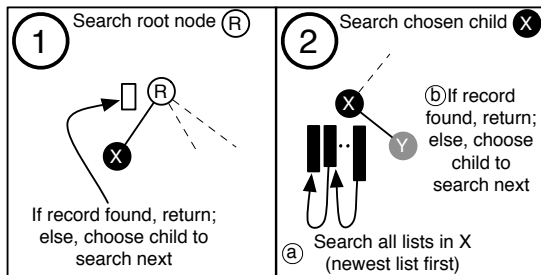 1
Search root node R
R
X
If record found, return;
else, choose child to
search next
2
Search chosen child X
X
Y
b If record
found, return;
else, choose
child to
search next
..
a Search all lists in X
(newest list first)